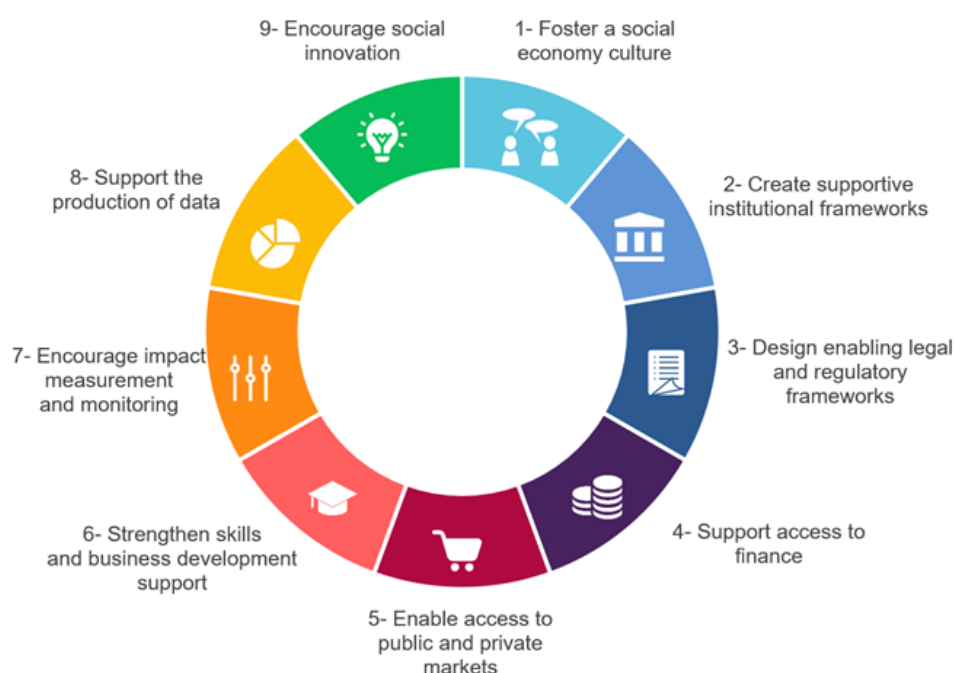 1- Foster a social
economy culture
2- Create supportive
institutional frameworks
3- Design enabling legal
and regulatory
frameworks
4- Support access to
finance
5- Enable access to
public and private
markets
6- Strengthen skills
and business development
support
7- Encourage impact
measurement
and monitoring
8- Support the
production of data
9- Encourage social
innovation